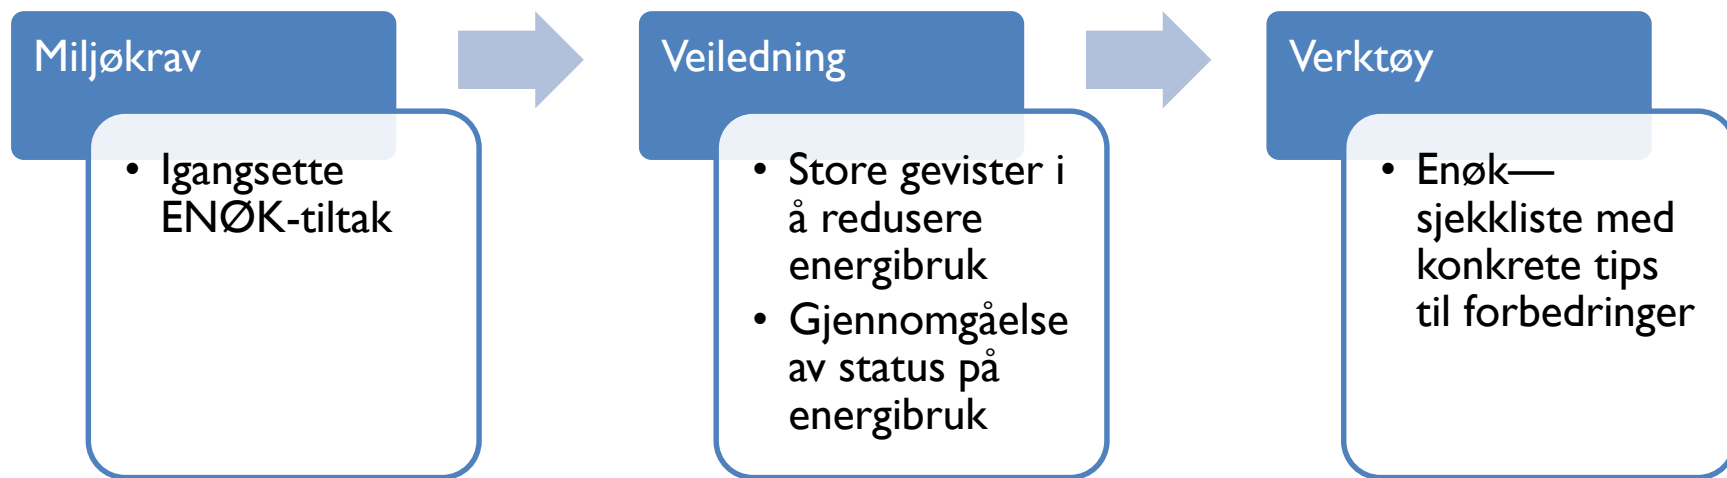 Miljøkrav
• Igangsette
ENØK-tiltak
Veiledning
• Store gevister i
å redusere
energibruk
• Gjennomgåelse
av status på
energibruk
Verktøy
• Enøk—
sjekkliste med
konkrete tips
til forbedringer